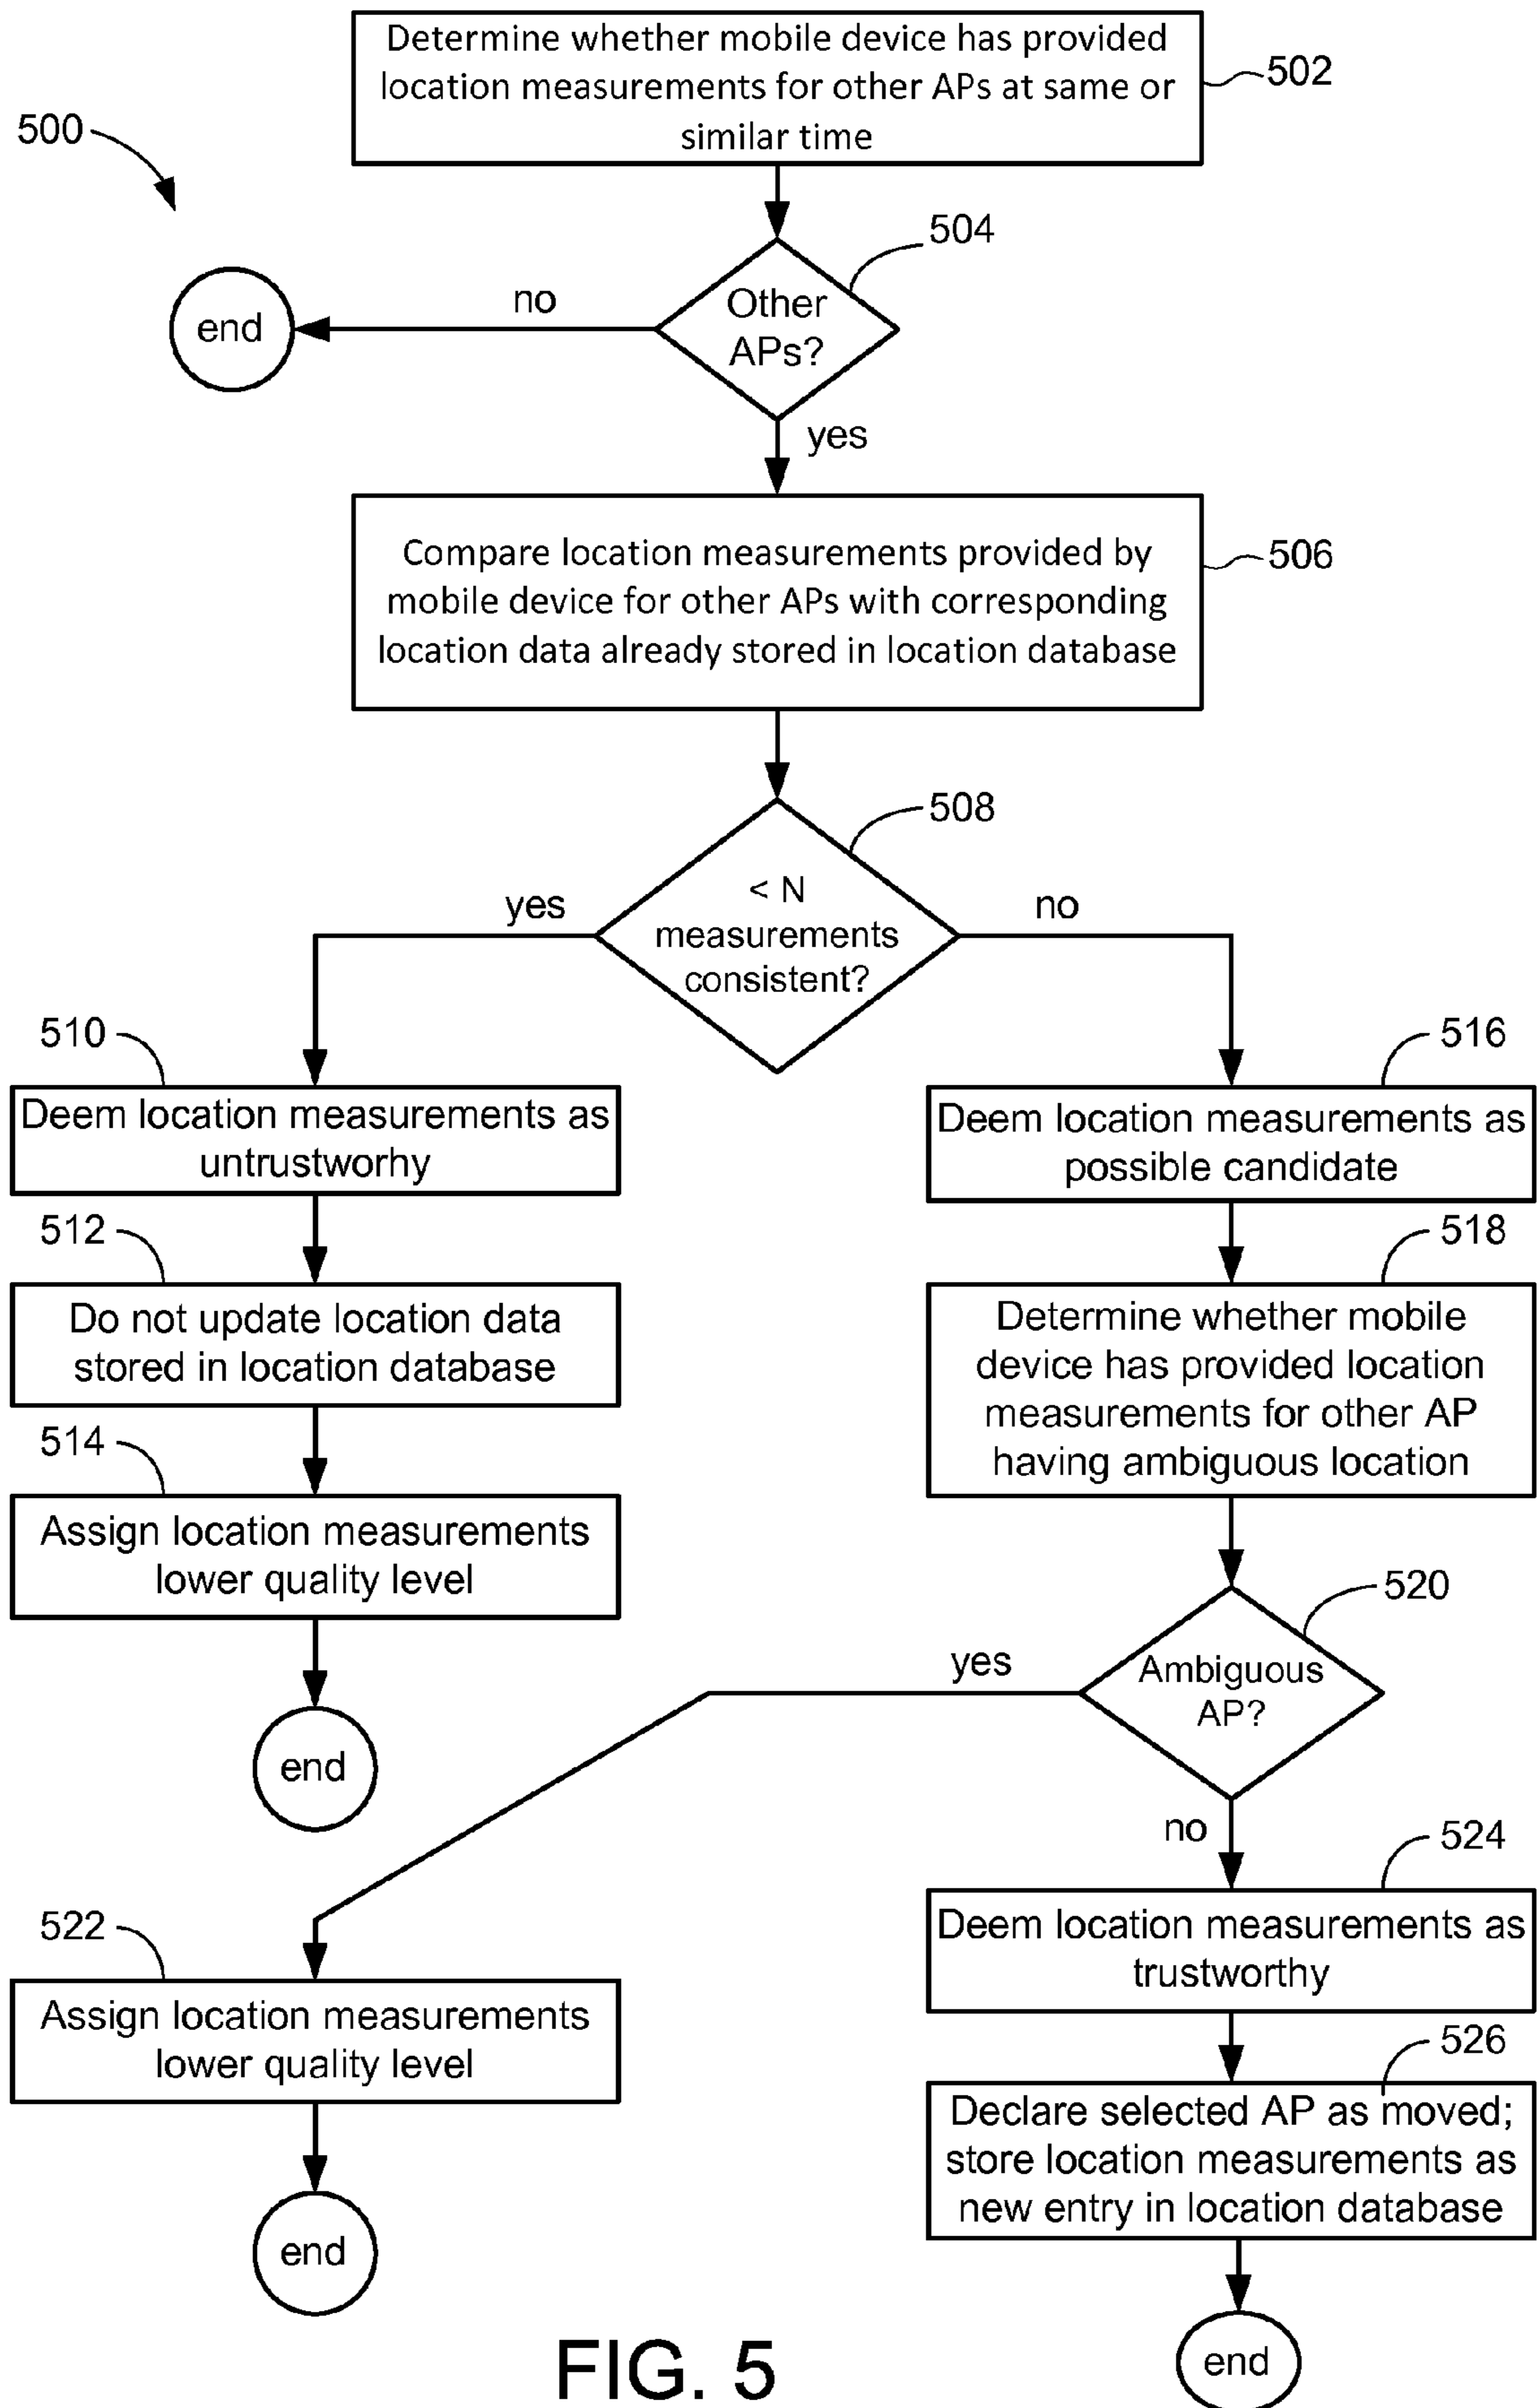 Determine whether mobile device has provided
location measurements for other APs at same or
similar time
502
500
504
Other
APs?
no
end
yes
Compare location measurements provided by
mobile device for other APs with corresponding
location data already stored in location database
506
508
< N
measurements
consistent?
yes
no
510
Deem location measurements as
untrustworhy
516
Deem location measurements as
possible candidate
512
Do not update location data
stored in location database
518
Determine whether mobile
device has provided location
measurements for other AP
having ambiguous location
514
Assign location measurements
lower quality level
end
520
Ambiguous
AP?
yes
no
522
Assign location measurements
lower quality level
end
524
Deem location measurements as
trustworthy
526
Declare selected AP as moved;
store location measurements as
new entry in location database
end
FIG. 5